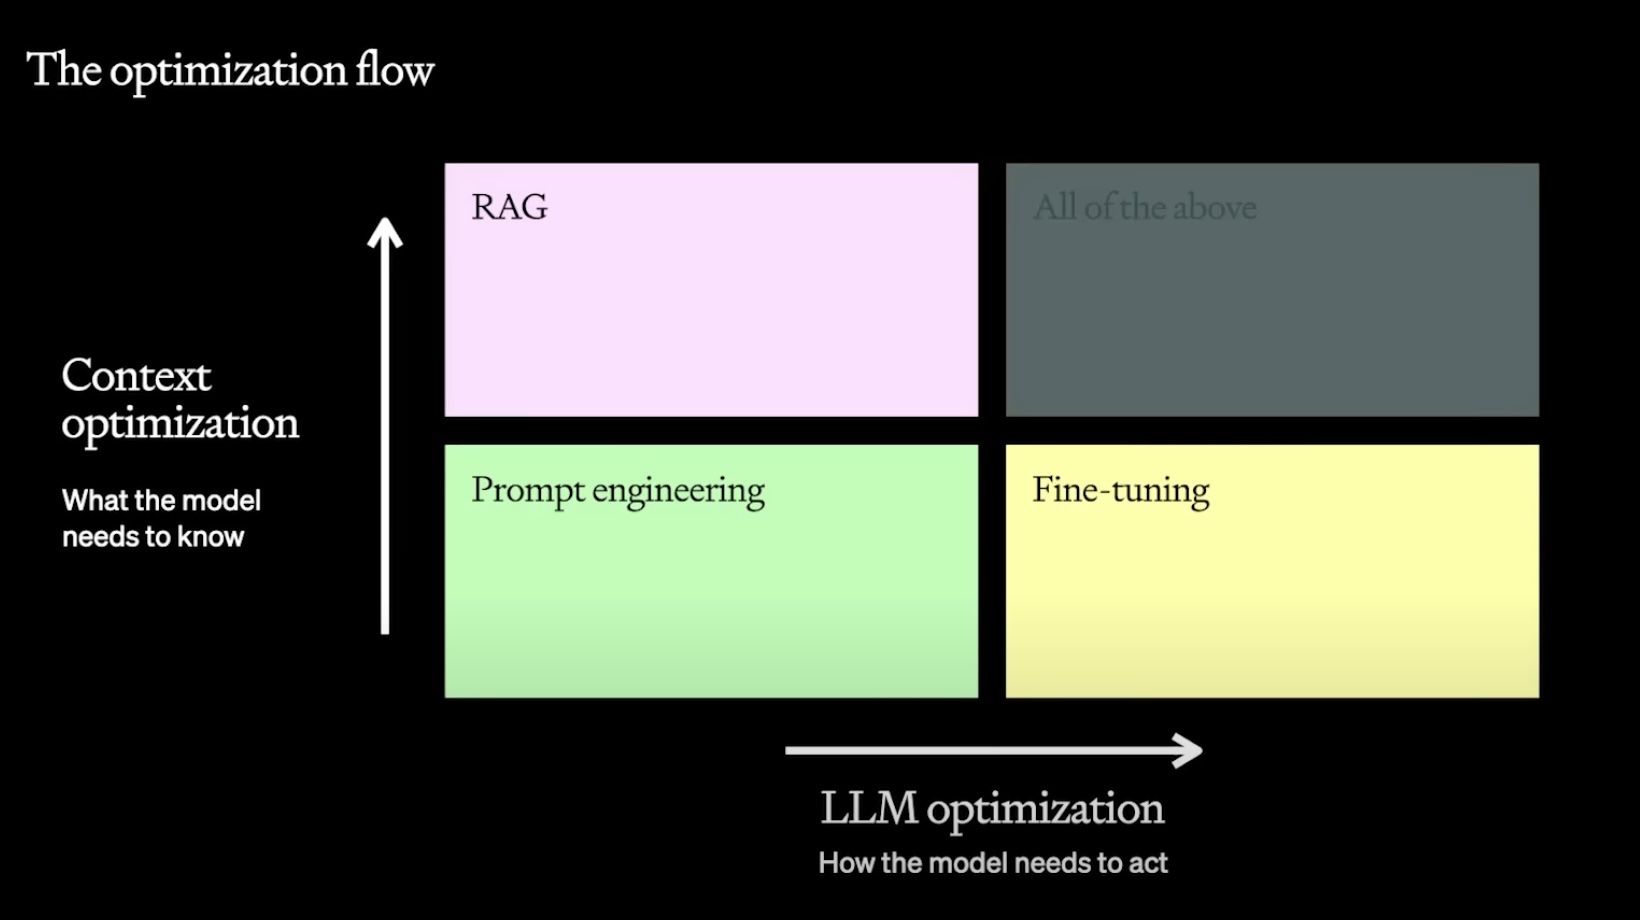 The optimization flow
RAG
All of the above
Context
optimization
What the model
needs to know
Prompt engineering
Fine-tuning
LLM optimization
How the model needs to act